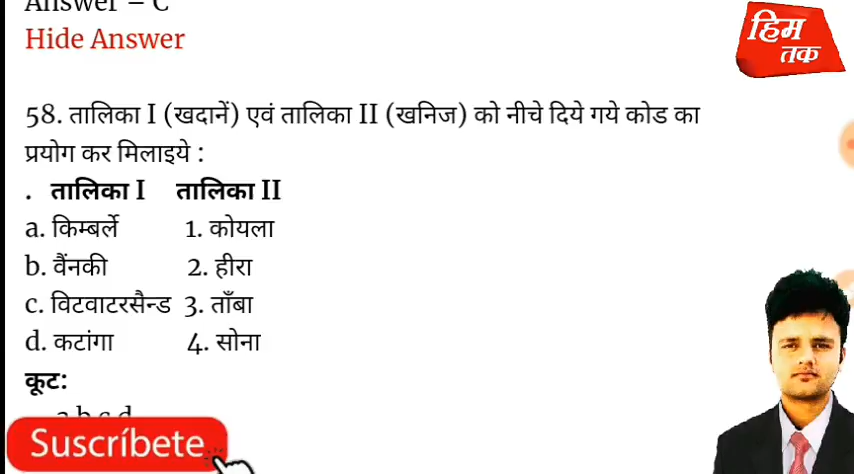 Answer – C
Hide Answer
हिम
तक
58. तालिका I (खदानें) एवं तालिका II (खनिज) को नीचे दिये गये कोड का
प्रयोग कर मिलाइये :
. तालिका I तालिका II
a. किम्बर्ले 1. कोयला
b. वैंनकी 2. हीरा
c. विटवाटरसैन्ड 3. ताँबा
d. कटांगा 4. सोना
कूट:
a b c d
Suscríbete